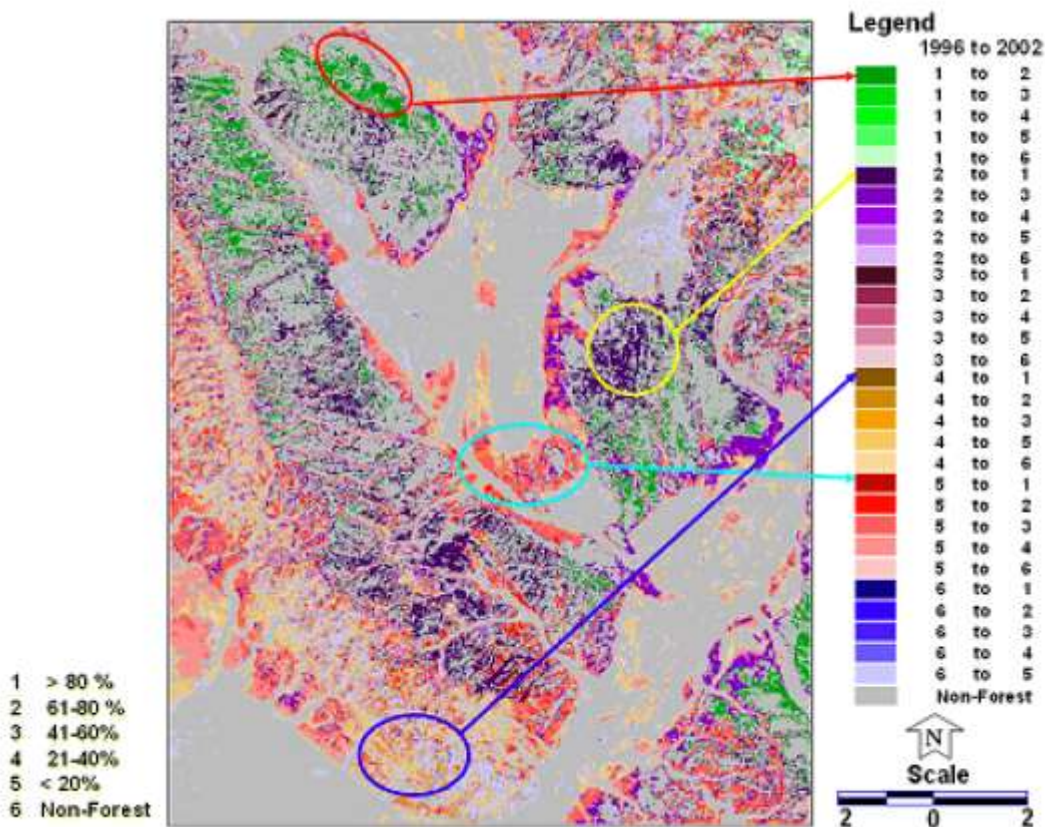 Legend
1996 to 2002
1 to 2
1 to 3
1 to 4
1 to 5
1 to 6
2 to 1
2 to 3
2 to 4
2 to 5
2 to 6
3 to 1
3 to 2
3 to 4
3 to 5
3 to 6
4 to 1
4 to 2
4 to 3
4 to 5
4 to 6
5 to 1
5 to 2
5 to 3
5 to 4
5 to 6
6 to 1
6 to 2
6 to 3
6 to 4
6 to 5
Non-Forest
N
Scale
2 0 2
1 > 80 %
2 61-80 %
3 41-60%
4 21-40%
5 < 20%
6 Non-Forest